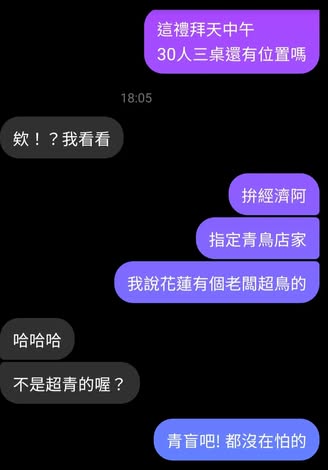 這禮拜天中午
30人三桌還有位置嗎
18:05
欸！？我看看
拚經濟阿
指定青鳥店家
我說花蓮有個老闆超鳥的
哈哈哈
不是超青的喔？
青盲吧! 都沒在怕的